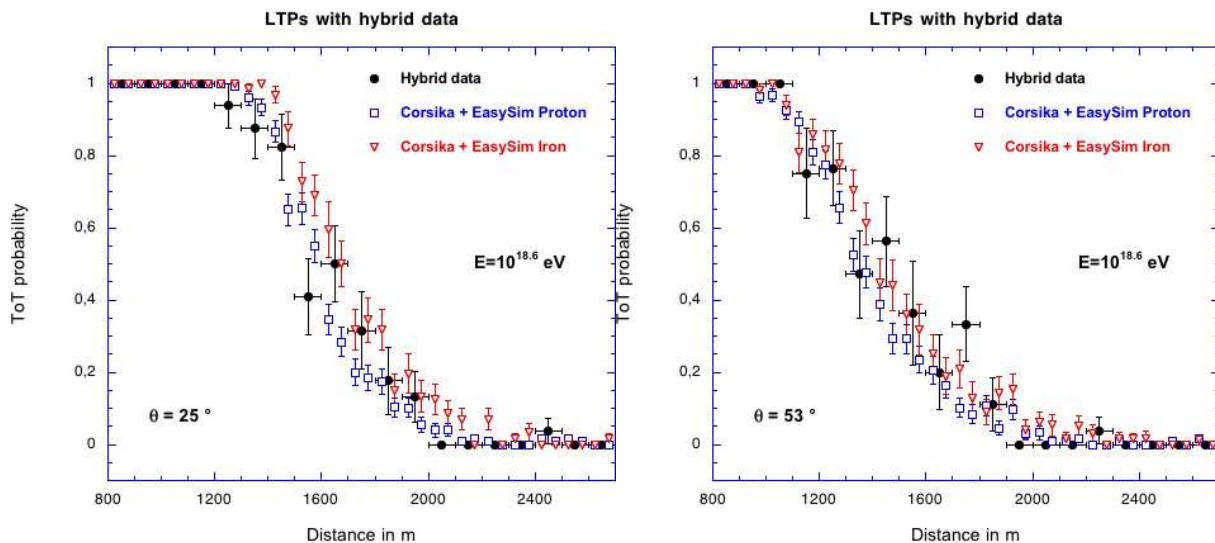 LTPs with hybrid data
ToT probability
1
0,8
0,6
0,4
0,2
0
Hybrid data
Corsika + EasySim Proton
Corsika + EasySim Iron
E=10^18.6 eV
θ = 25 °
800
1200
1600
2000
2400
Distance in m
LTPs with hybrid data
ToT probability
1
0,8
0,6
0,4
0,2
0
Hybrid data
Corsika + EasySim Proton
Corsika + EasySim Iron
E=10^18.6 eV
θ = 53 °
800
1200
1600
2000
2400
Distance in m